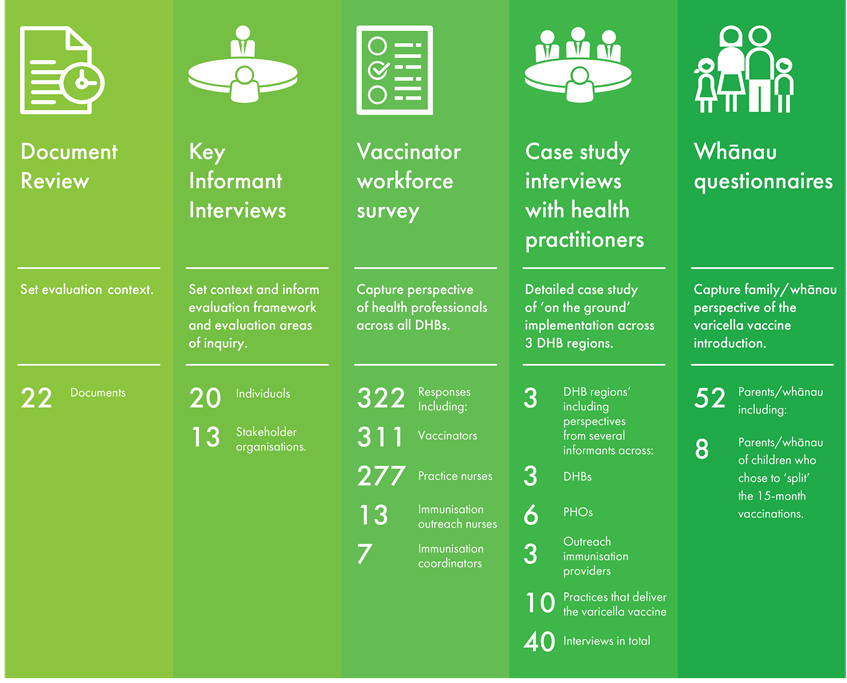 Document
Review
Set evaluation context.
22 Documents
Key
Informant
Interviews
Set context and inform
evaluation framework
and evaluation areas
of inquiry.
20 Individuals
13 Stakeholder
organisations.
Vaccinator
workforce
survey
Capture perspective
of health professionals
across all DHBs.
322 Responses
Including:
311 Vaccinators
277 Practice nurses
13 Immunisation
outreach nurses
7 Immunisation
coordinators
Case study
interviews
with health
practitioners
Detailed case study
of ‘on the ground’
implementation across
3 DHB regions.
3 DHB regions’
including
perspectives
from several
informants across:
3 DHBs
6 PHOs
3 Outreach
immunisation
providers
10 Practices that deliver
the varicella vaccine
40 Interviews in total
Whānau
questionnaires
Capture family/whānau
perspective of the
varicella vaccine
introduction.
52 Parents/whānau
including:
8 Parents/whānau
of children who
chose to ‘split’
the 15-month
vaccinations.